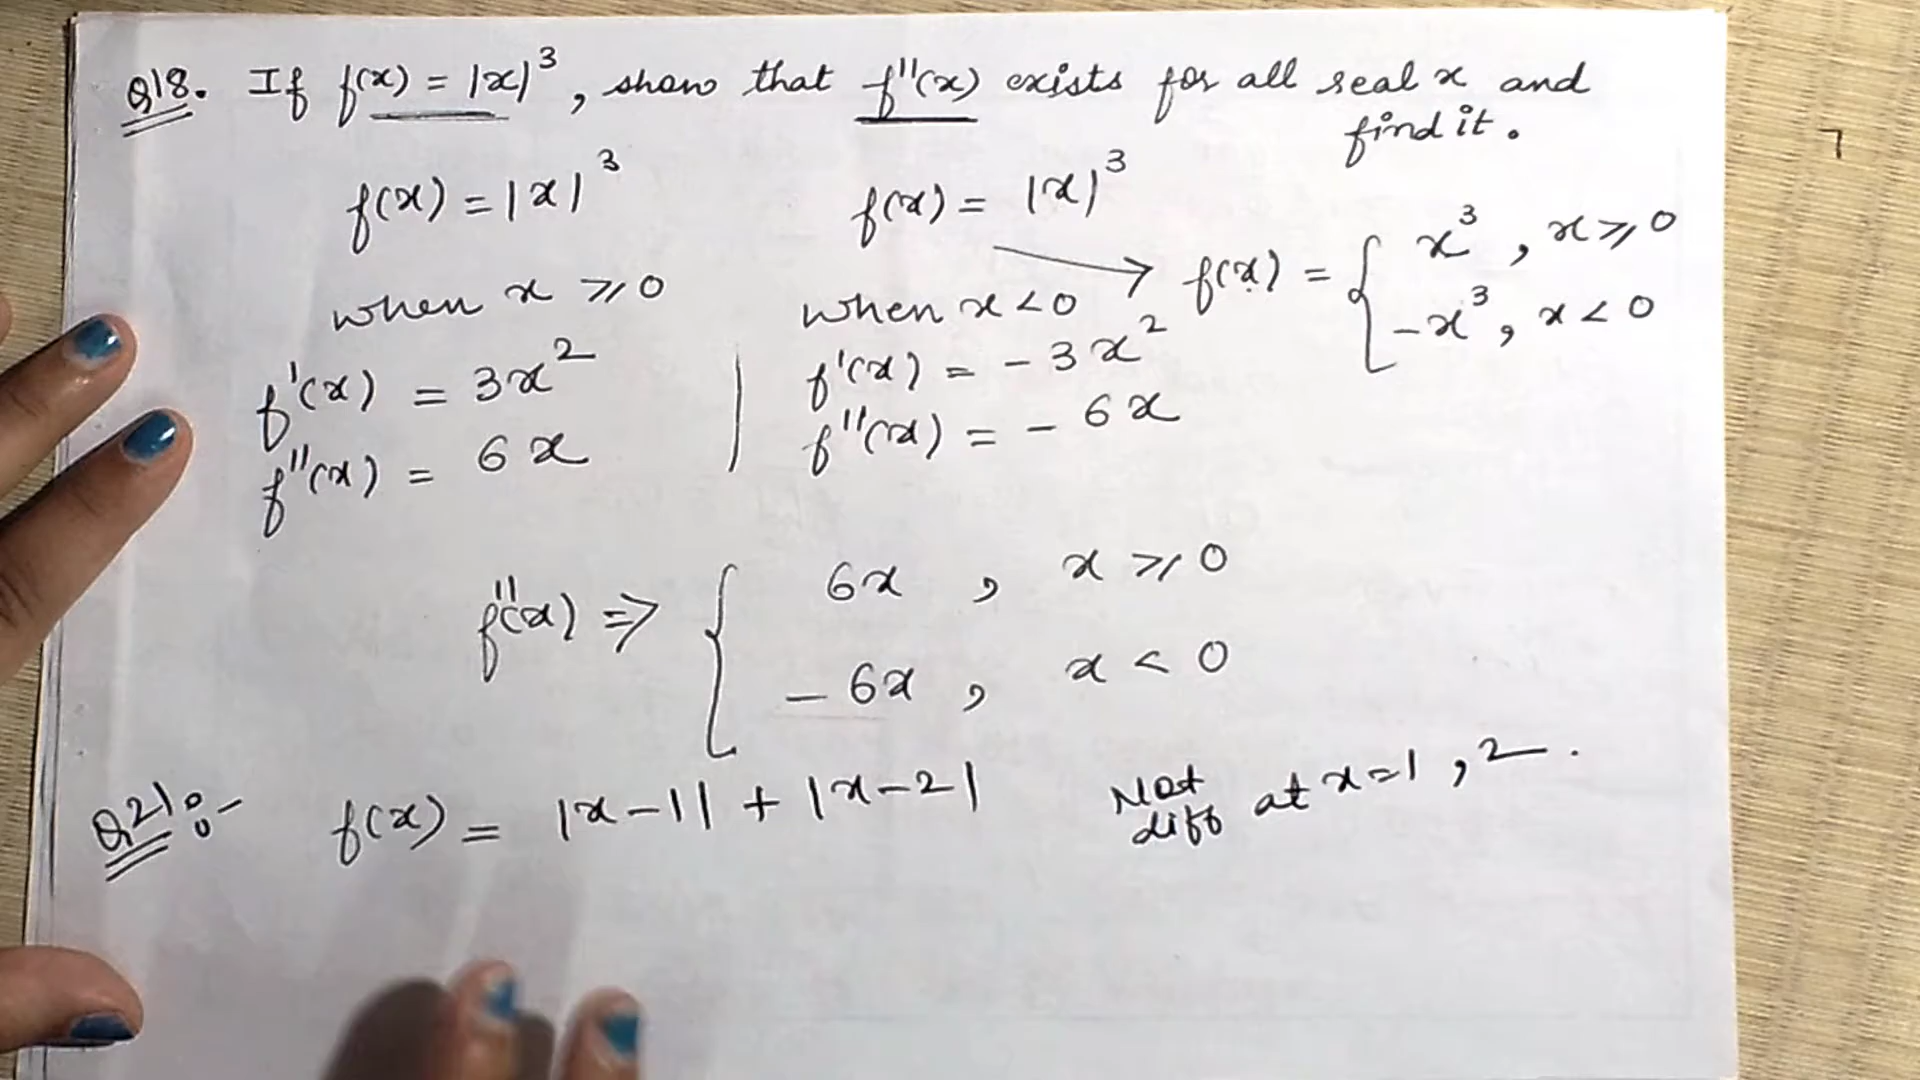 Q18. If f(x) = |x|³, show that f''(x) exists for all real x and
find it.
f(x) = |x|³
f(x) = |x|³
→ f(x) = { x³, x ≥ 0
-x³, x < 0
when x ≥ 0
when x < 0
f'(x) = 3x²
f'(x) = -3x²
f''(x) = 6x
f''(x) = -6x
f''(x) ⇒ { 6x , x ≥ 0
-6x , x < 0
Q21:- f(x) = |x-1| + |x-2| Not diff at x=1, 2.